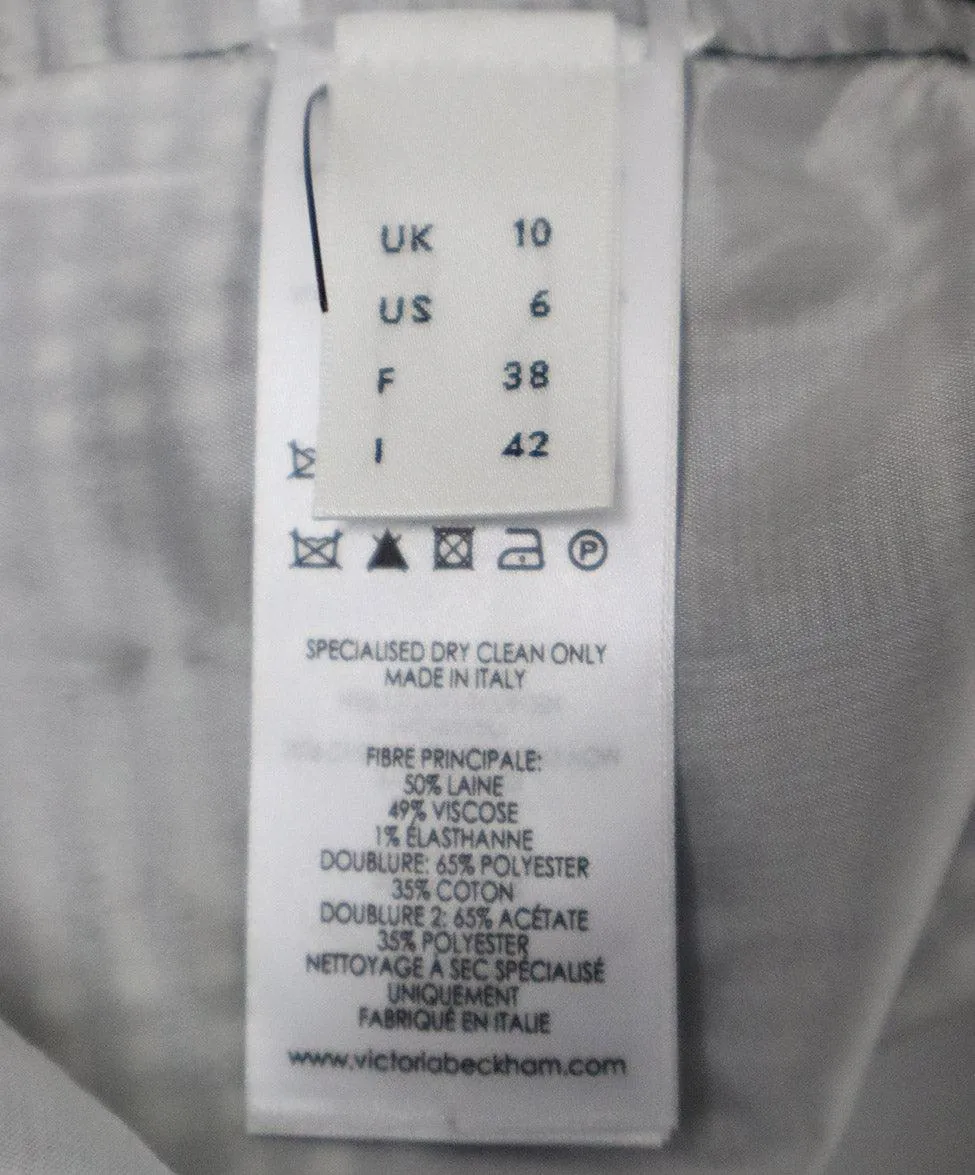 UK 10
US 6
F 38
I 42
P
SPECIALISED DRY CLEAN ONLY
MADE IN ITALY
FIBRE PRINCIPALE:
50% LAINE
49% VISCOSE
1% ÉLASTHANNE
DOUBLURE: 65% POLYESTER
35% COTON
DOUBLURE 2: 65% ACÉTATE
35% POLYESTER
NETTOYAGE À SEC SPÉCIALISÉ
UNIQUEMENT
FABRIQUÉ EN ITALIE
www.victoriabeckham.com